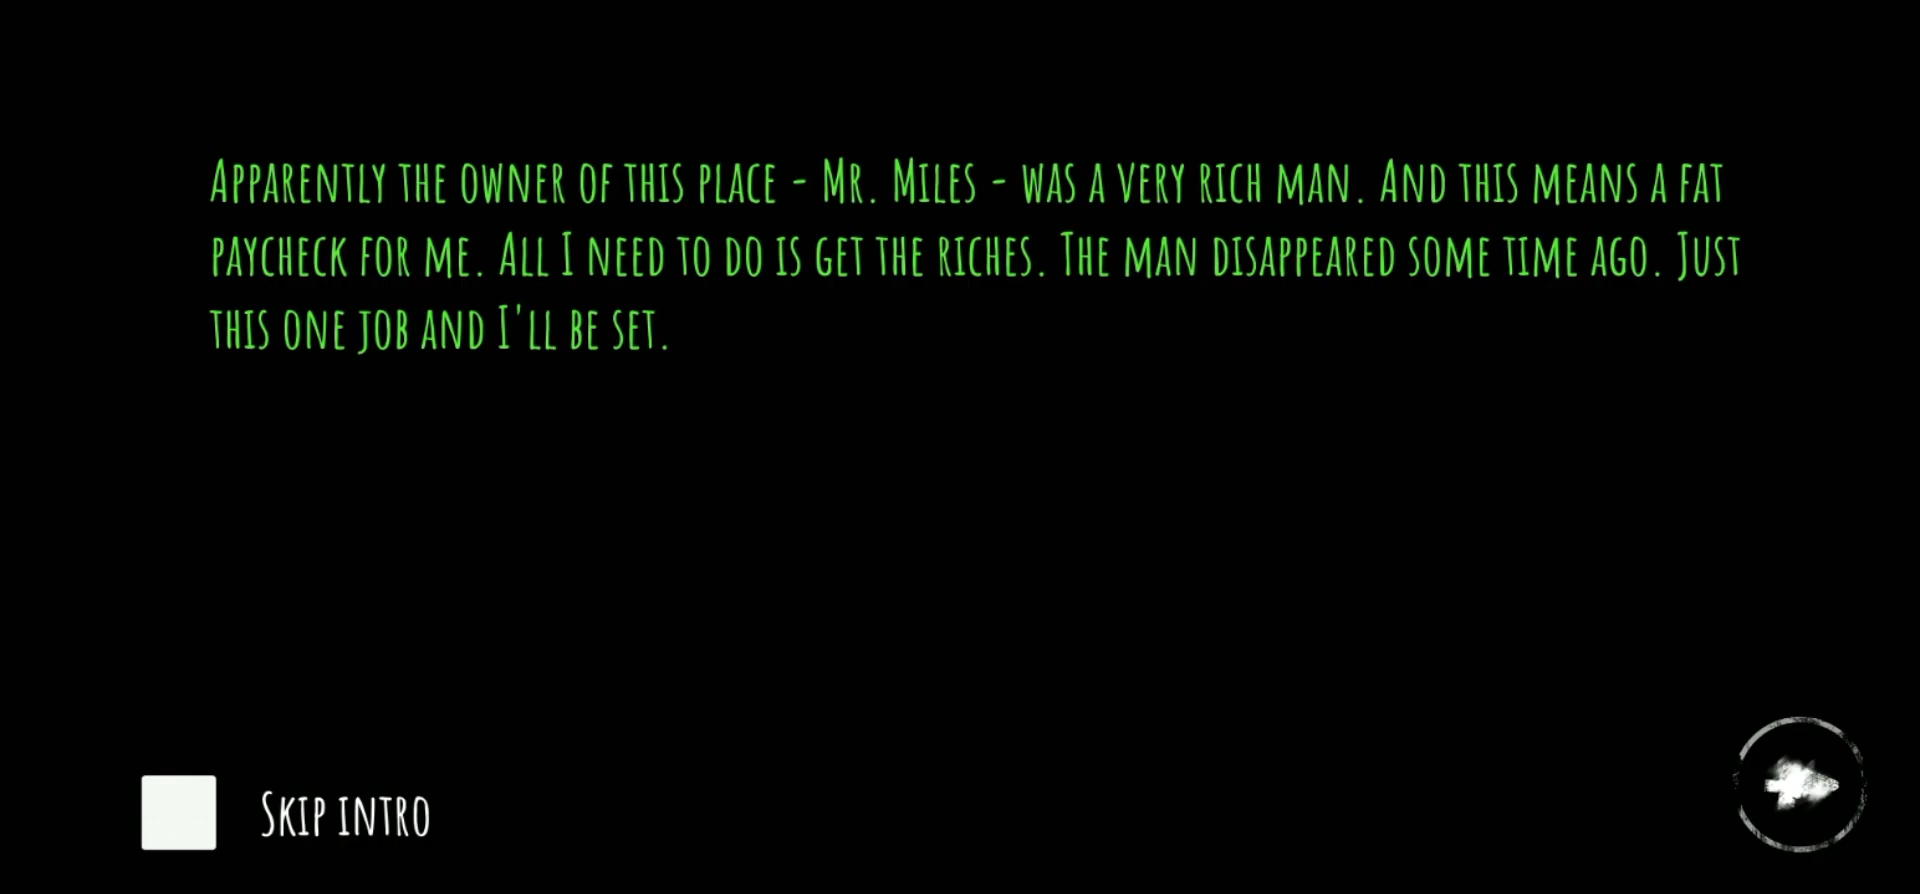 Apparently the owner of this place - Mr. Miles - was a very rich man. And this means a fat
paycheck for me. All I need to do is get the riches. The man disappeared some time ago. Just
this one job and I'll be set.
Skip intro